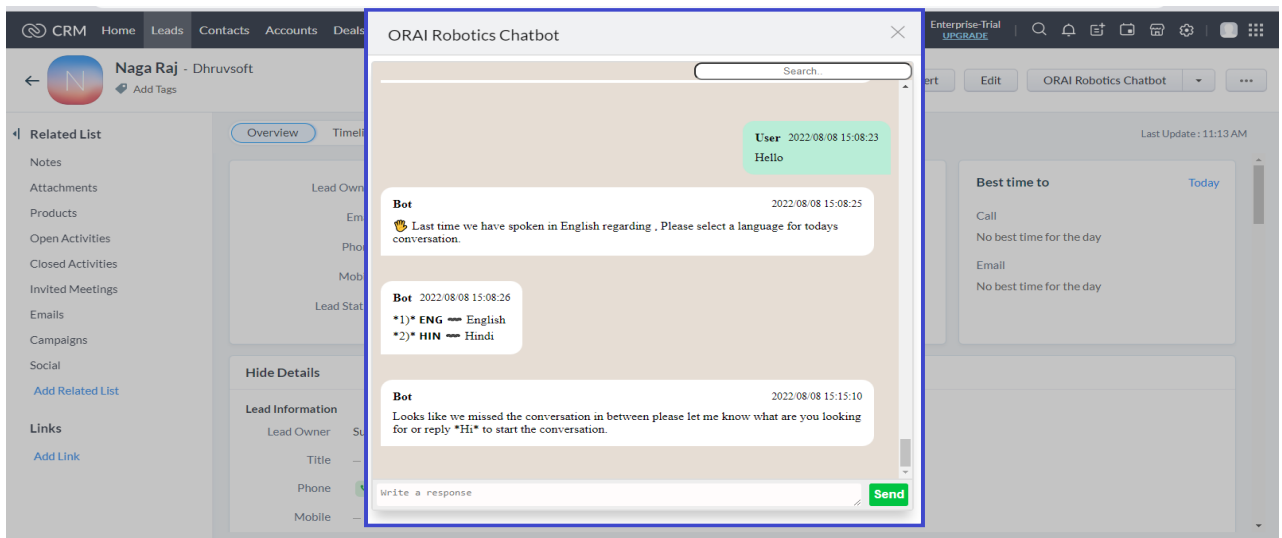 CRM Home Leads Contacts Accounts Deals
Enterprise-Trial
UPGRADE
Naga Raj - Dhruvsoft
Add Tags
Edit ORAI Robotics Chatbot
Related List
Notes
Attachments
Products
Open Activities
Closed Activities
Invited Meetings
Emails
Campaigns
Social
Add Related List
Links
Add Link
Overview
Last Update : 11:13 AM
Lead
Lead
Hide Details
Lead Information
Lead Owner
Title
Phone
Mobile
ORAI Robotics Chatbot
Search..
User 2022/08/08 15:08:23
Hello
Bot 2022/08/08 15:08:25
👋 Last time we have spoken in English regarding , Please select a language for todays
conversation.
Bot 2022/08/08 15:08:26
*1)* ENG 〰 English
*2)* HIN 〰 Hindi
Bot 2022/08/08 15:15:10
Looks like we missed the conversation in between please let me know what are you looking
for or reply *Hi* to start the conversation.
Write a response
Send
Best time to Today
Call
No best time for the day
Email
No best time for the day